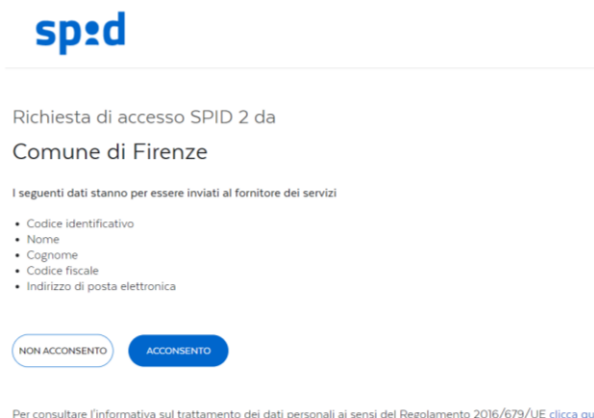 spid
Richiesta di accesso SPID 2 da
Comune di Firenze
I seguenti dati stanno per essere inviati al fornitore dei servizi
• Codice identificativo
• Nome
• Cognome
• Codice fiscale
• Indirizzo di posta elettronica
NON ACCONSENTO ACCONSENTO
Per consultare l'informativa sul trattamento dei dati personali ai sensi del Regolamento 2016/679/UE clicca qu